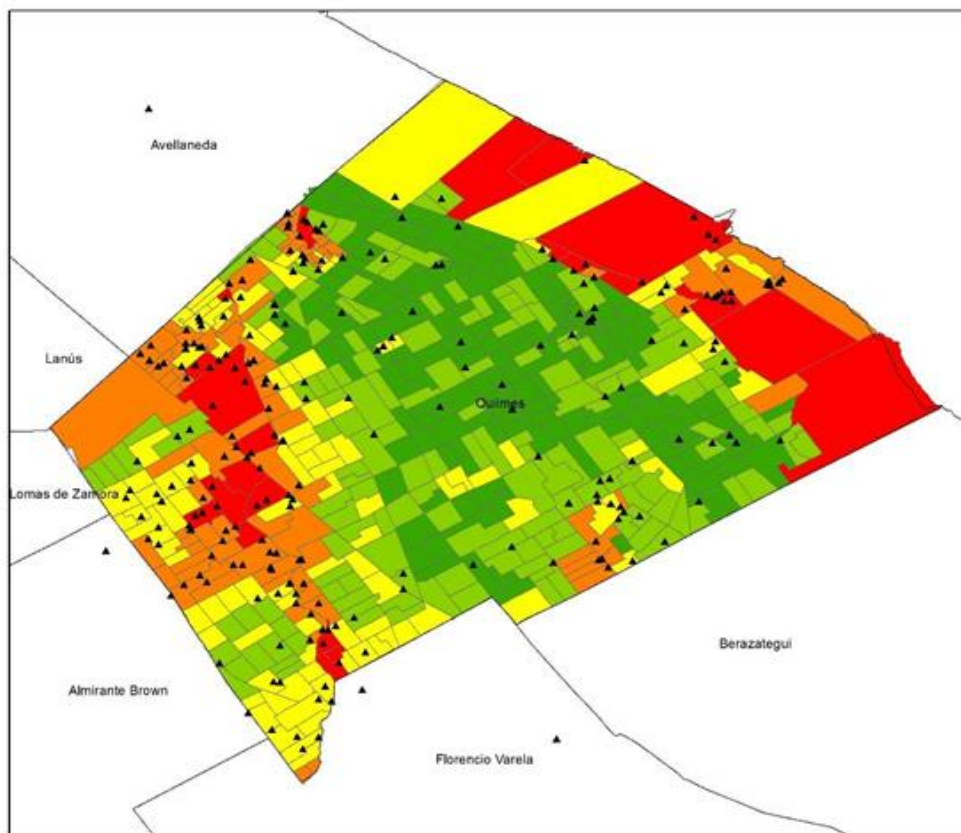 Avellaneda
Lanús
Quilmes
Lomas de Zamora
Berazategui
Almirante Brown
Florencio Varela